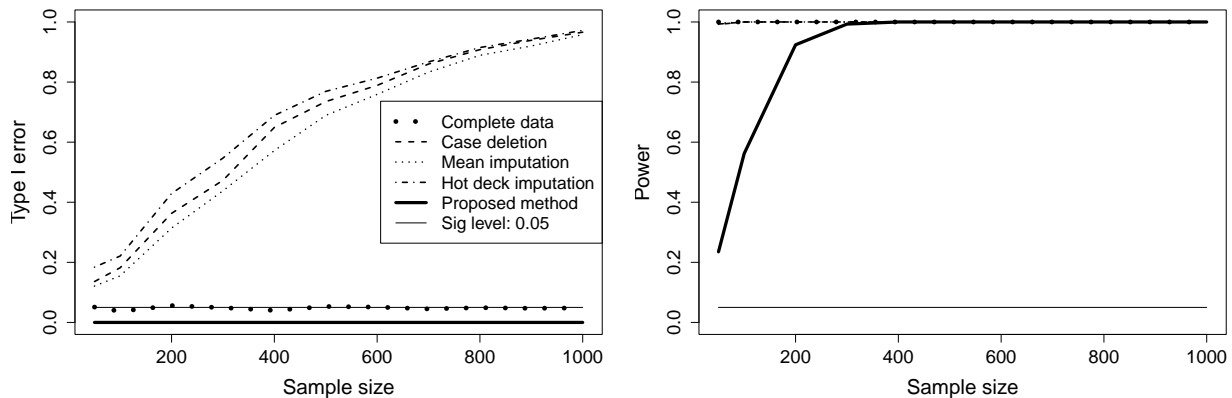 Type I error
0.0
0.2
0.4
0.6
0.8
1.0
200
400
600
800
1000
Sample size
Complete data
Case deletion
Mean imputation
Hot deck imputation
Proposed method
Sig level: 0.05
Power
0.0
0.2
0.4
0.6
0.8
1.0
200
400
600
800
1000
Sample size